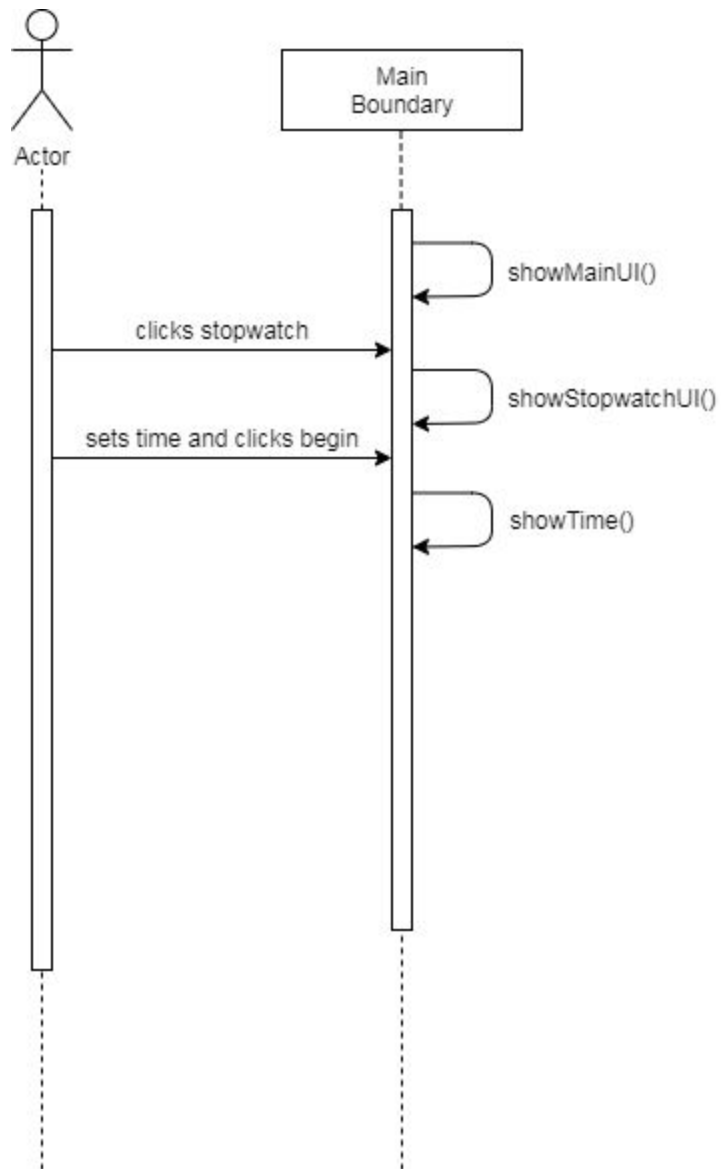 Main
Boundary
Actor
showMainUI()
clicks stopwatch
showStopwatchUI()
sets time and clicks begin
showTime()